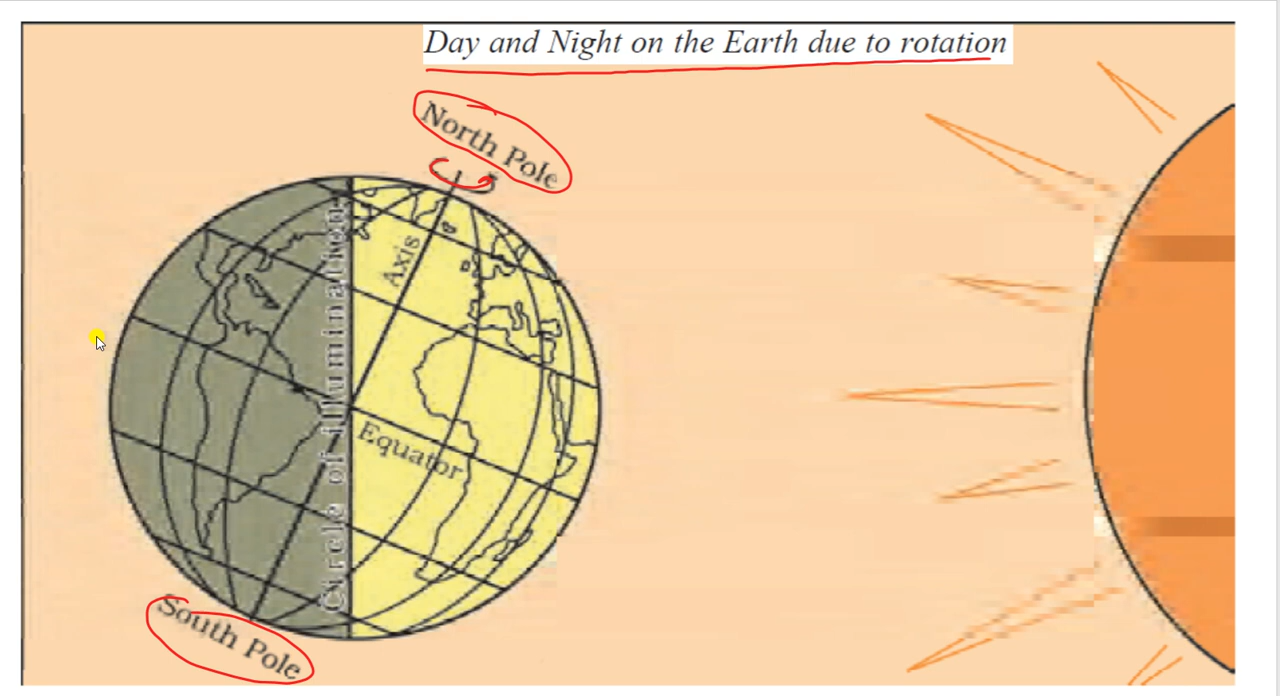 Day and Night on the Earth due to rotation
North Pole
Axis
Circle of illumination
Equator
South Pole